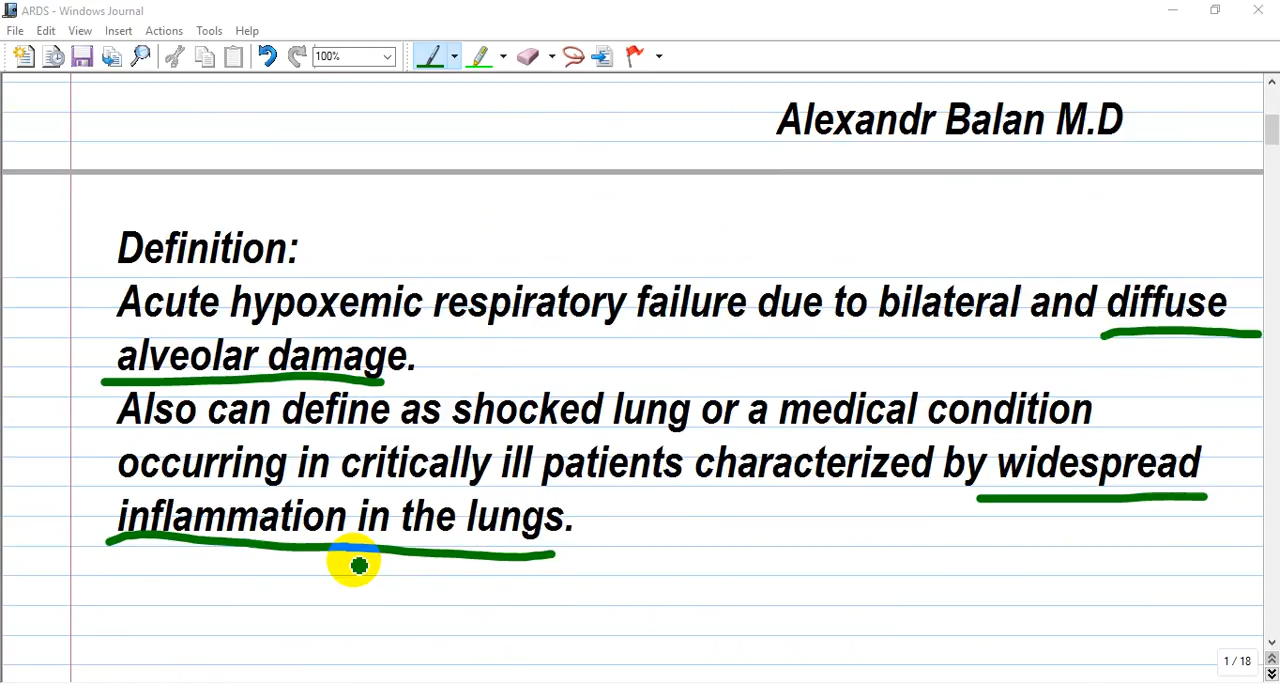 ARDS - Windows Journal
File Edit View Insert Actions Tools Help
100%
Alexandr Balan M.D
Definition:
Acute hypoxemic respiratory failure due to bilateral and diffuse
alveolar damage.
Also can define as shocked lung or a medical condition
occurring in critically ill patients characterized by widespread
inflammation in the lungs.
1 / 18